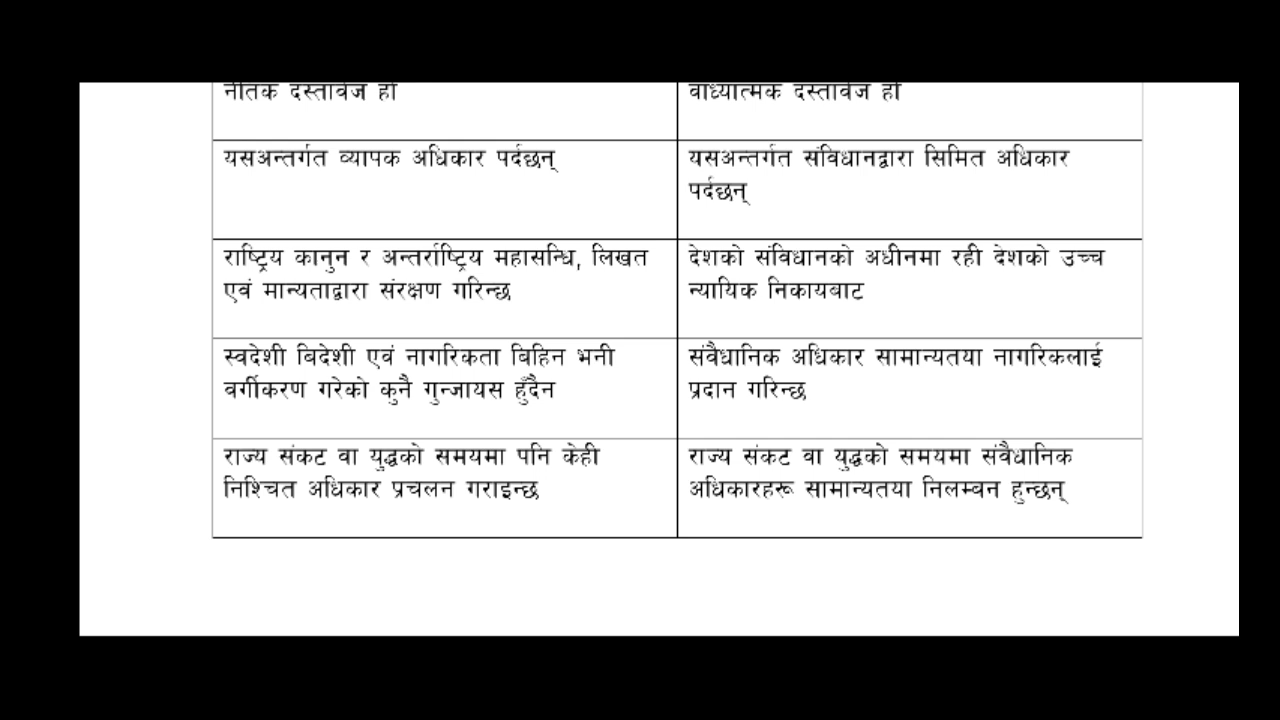 दस्तावेज हो
दस्तावेज हो
यसअन्तर्गत व्यापक अधिकार पर्दछन्
यसअन्तर्गत संविधानद्वारा सिमित अधिकार
पर्दछन्
राष्ट्रिय कानुन र अन्तर्राष्ट्रिय महासन्धि, लिखत
एवं मान्यताद्वारा संरक्षण गरिन्छ
देशको संविधानको अधीनमा रही देशको उच्च
न्यायिक निकायबाट
स्वदेशी बिदेशी एवं नागरिकता बिहिन भनी
वर्गीकरण गरेको कुनै गुन्जायस हुँदैन
संवैधानिक अधिकार सामान्यतया नागरिकलाई
प्रदान गरिन्छ
राज्य संकट वा युद्धको समयमा पनि केही
निश्चित अधिकार प्रचलन गराइन्छ
राज्य संकट वा युद्धको समयमा संवैधानिक
अधिकारहरू सामान्यतया निलम्बन हुन्छन्